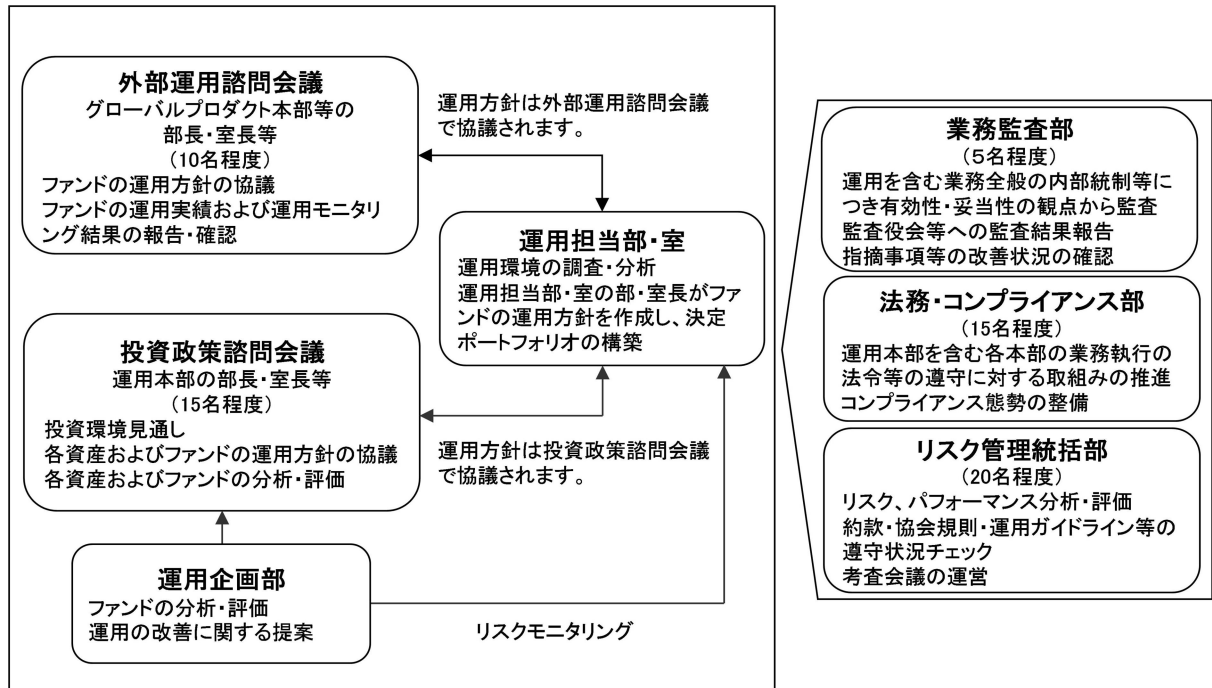 外部運用諮問会議
グローバルプロダクト本部等の
部長・室長等
(10名程度)
ファンドの運用方針の協議
ファンドの運用実績および運用モニタリ
ング結果の報告・確認
運用方針は外部運用諮問会議
で協議されます。
運用担当部・室
運用環境の調査・分析
運用担当部・室の部・室長がファ
ンドの運用方針を作成し、決定
ポートフォリオの構築
投資政策諮問会議
運用本部の部長・室長等
(15名程度)
投資環境見通し
各資産およびファンドの運用方針の協議
各資産およびファンドの分析・評価
運用方針は投資政策諮問会議
で協議されます。
運用企画部
ファンドの分析・評価
運用の改善に関する提案
リスクモニタリング
業務監査部
(5名程度)
運用を含む業務全般の内部統制等に
つき有効性・妥当性の観点から監査
監査役会等への監査結果報告
指摘事項等の改善状況の確認
法務・コンプライアンス部
(15名程度)
運用本部を含む各本部の業務執行の
法令等の遵守に対する取組みの推進
コンプライアンス態勢の整備
リスク管理統括部
(20名程度)
リスク、パフォーマンス分析・評価
約款・協会規則・運用ガイドライン等の
遵守状況チェック
考査会議の運営